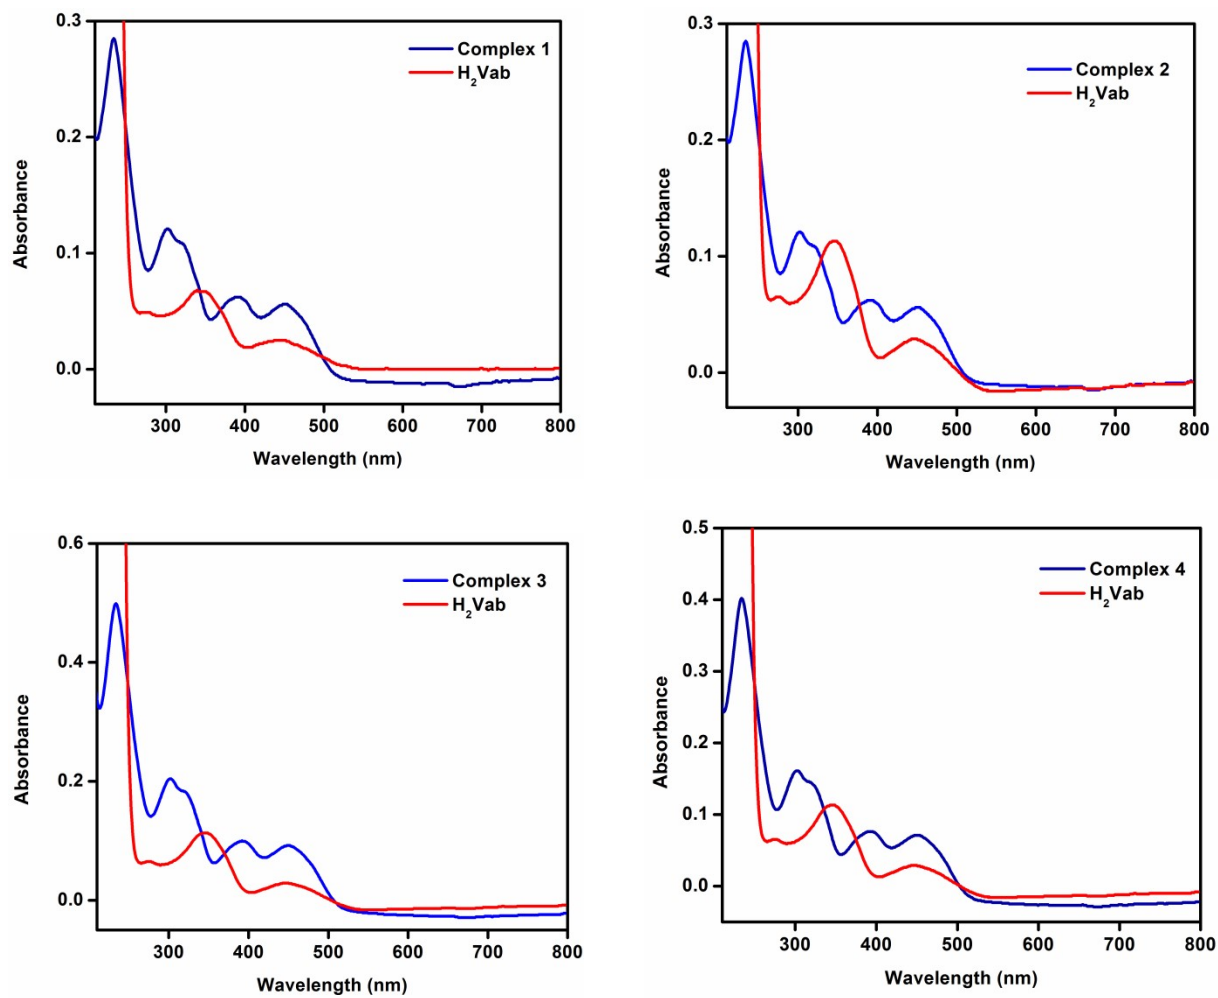 0.3
0.2
0.1
0.0
Absorbance
300 400 500 600 700 800
Wavelength (nm)
Complex 1
H₂Vab
0.3
0.2
0.1
0.0
Absorbance
300 400 500 600 700 800
Wavelength (nm)
Complex 2
H₂Vab
0.6
0.4
0.2
0.0
Absorbance
300 400 500 600 700 800
Wavelength (nm)
Complex 3
H₂Vab
0.5
0.4
0.3
0.2
0.1
0.0
Absorbance
300 400 500 600 700 800
Wavelength (nm)
Complex 4
H₂Vab